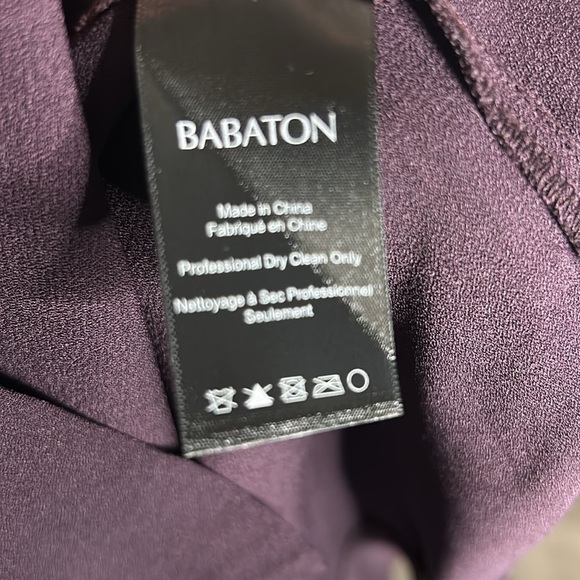 BABATON
Made in China
Fabriqué en Chine
Professional Dry Clean Only
Nettoyage à Sec Professionnel
Seulement